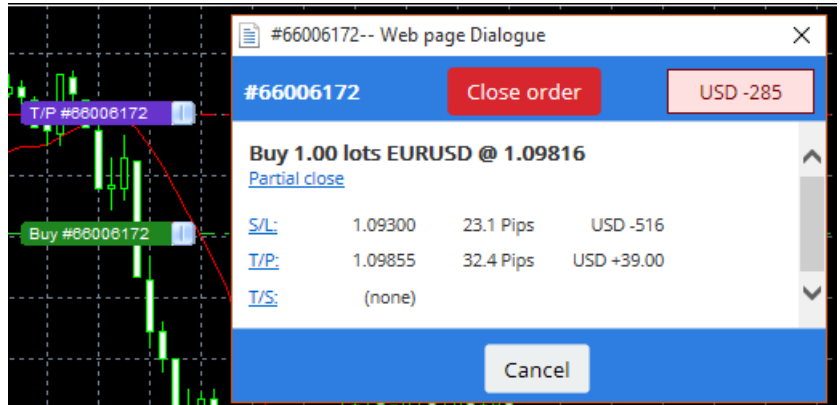 #66006172-- Web page Dialogue
#66006172 Close order USD -285
T/P #66006172
Buy 1.00 lots EURUSD @ 1.09816
Partial close
Buy #66006172
S/L: 1.09300 23.1 Pips USD -516
T/P: 1.09855 32.4 Pips USD +39.00
T/S: (none)
Cancel